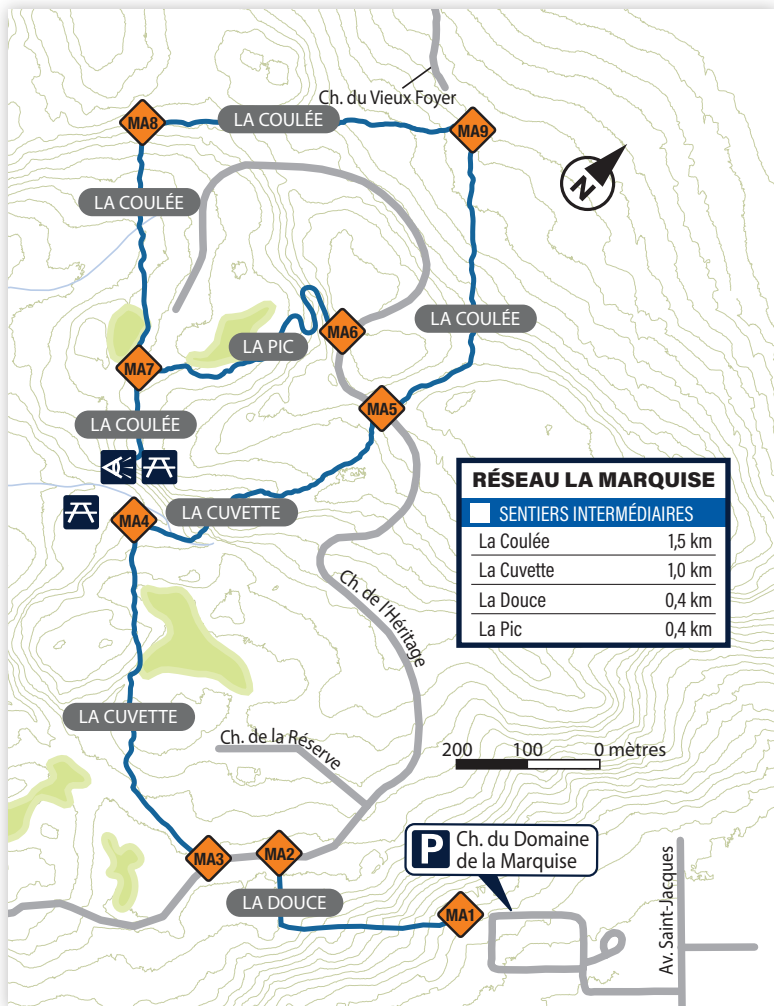 Ch. du Vieux Foyer
MA8
LA COULÉE
MA9
N
LA COULÉE
LA COULÉE
MA6
LA PIC
MA7
MA5
LA COULÉE
MA4
LA CUVETTE
RÉSEAU LA MARQUISE
SENTIERS INTERMÉDIAIRES
La Coulée 1,5 km
La Cuvette 1,0 km
La Douce 0,4 km
La Pic 0,4 km
Ch. de l'Héritage
LA CUVETTE
Ch. de la Réserve
200 100 0 mètres
P Ch. du Domaine
de la Marquise
MA3
MA2
LA DOUCE
MA1
Av. Saint-Jacques